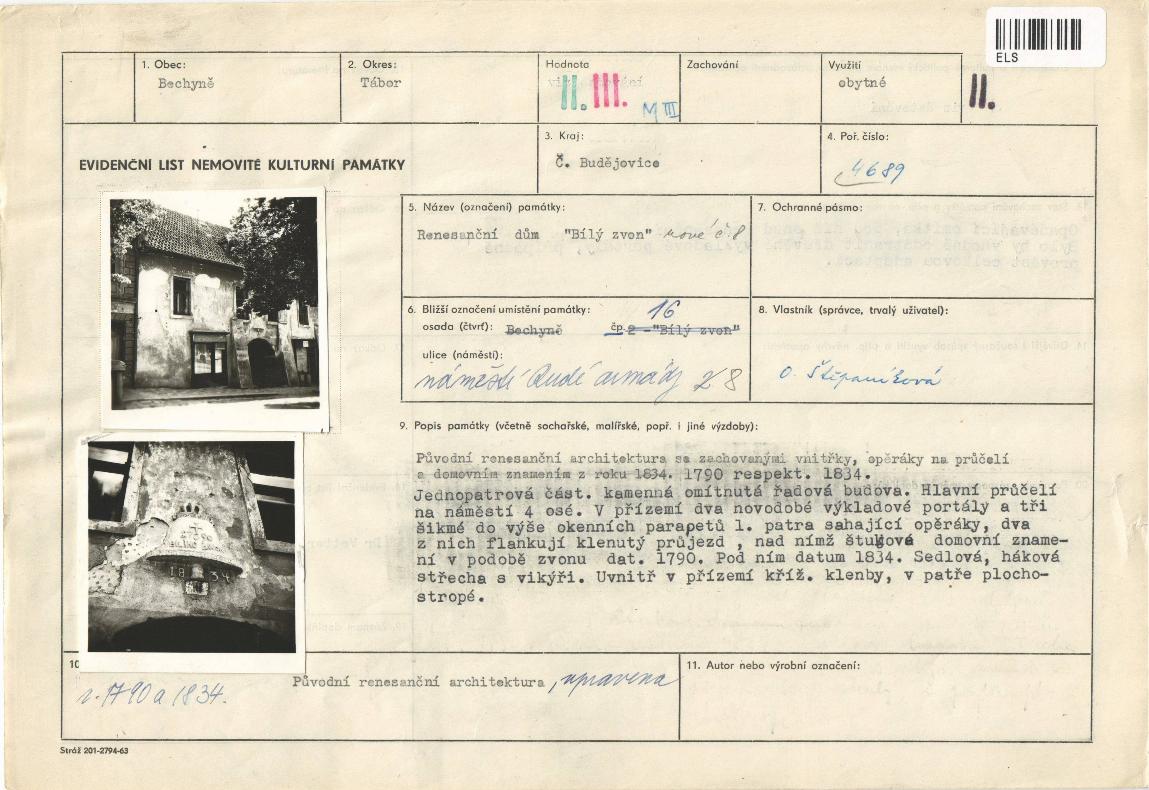 ELS
1. Obec:
Bechyně
2. Okres:
Tábor
Hodnota
II. III. M III
Zachování
Využití
obytné
II.
EVIDENČNÍ LIST NEMOVITÉ KULTURNÍ PAMÁTKY
3. Kraj:
Č. Budějovice
4. Poř. číslo:
4689
5. Název (označení) památky:
Renesanční dům "Bílý zvon" nové č 8
7. Ochranné pásmo:
6. Bližší označení umístění památky:
16
osada (čtvrť): Bechyně čp 2 - "Bílý zvon"
ulice (náměstí):
náměstí Rudé armády 28
8. Vlastník (správce, trvalý uživatel):
O. Štěpaníková
9. Popis památky (včetně sochařské, malířské, popř. i jiné výzdoby):
Původní renesanční architektura se zachovanými vnitřky, opěráky na průčelí
a domovním znamením z roku 1834. 1790 respekt. 1834.
Jednopatrová část. kamenná omítnutá řadová budova. Hlavní průčelí
na náměstí 4 osé. V přízemí dva novodobé výkladové portály a tři
šikmé do výše okenních parapetů 1. patra sahající opěráky, dva
z nich flankují klenutý průjezd , nad nímž štuková domovní zname-
ní v podobě zvonu dat. 1790. Pod ním datum 1834. Sedlová, háková
střecha s vikýři. Uvnitř v přízemí kříž. klenby, v patře plocho-
stropé.
1834
10
Původní renesanční architektura, upravena
r. 1790 a 1834.
11. Autor nebo výrobní označení:
Stráž 201-2794-63